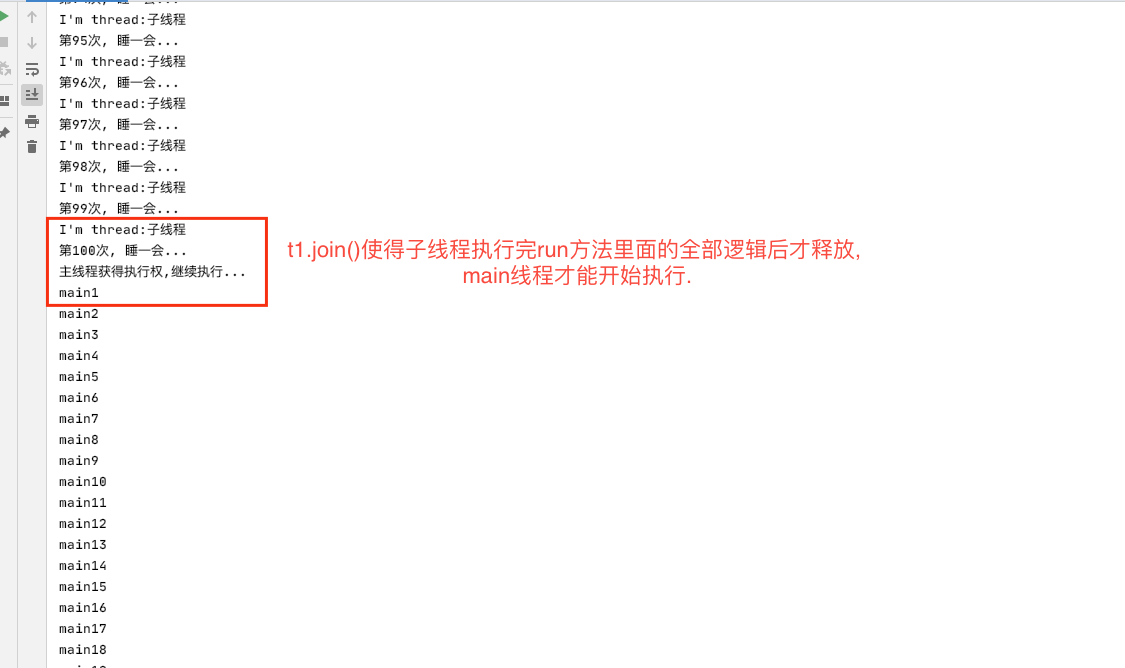 I'm thread:子线程
第95次, 睡一会...
I'm thread:子线程
第96次, 睡一会...
I'm thread:子线程
第97次, 睡一会...
I'm thread:子线程
第98次, 睡一会...
I'm thread:子线程
第99次, 睡一会...
I'm thread:子线程
第100次, 睡一会...
主线程获得执行权,继续执行...
main1
t1.join()使得子线程执行完run方法里面的全部逻辑后才释放,
main线程才能开始执行.
main2
main3
main4
main5
main6
main7
main8
main9
main10
main11
main12
main13
main14
main15
main16
main17
main18